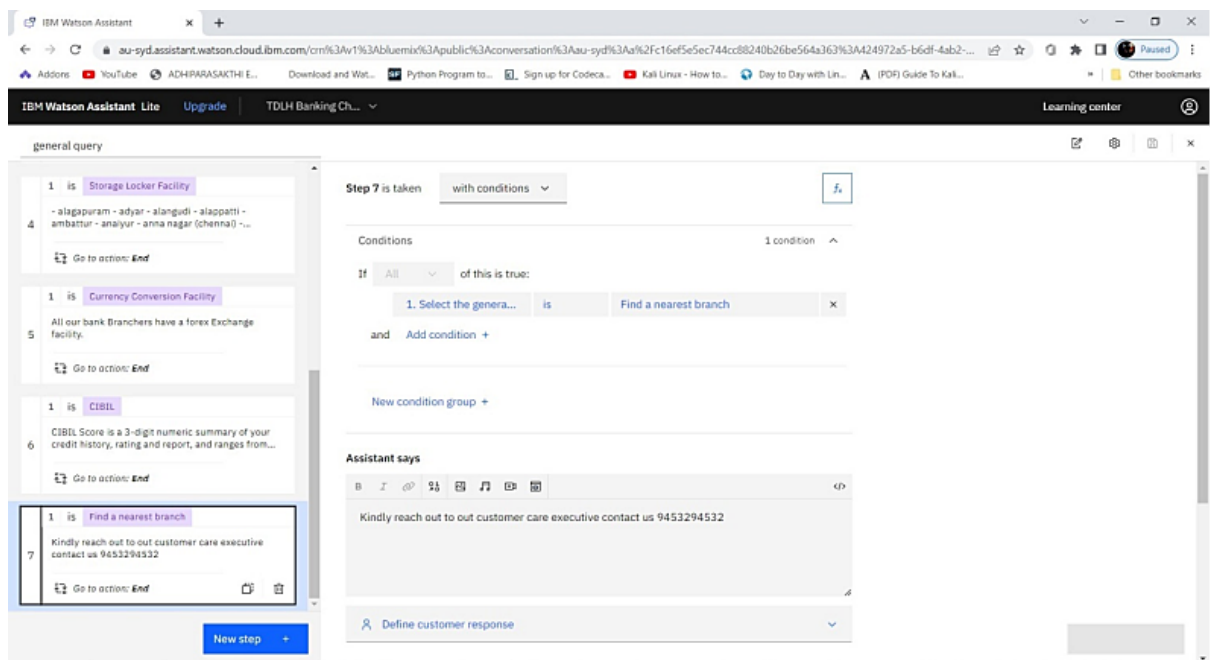 IBM Watson Assistant
au-syd.assistant.watson.cloud.ibm.com/crn%3Av1%3Abluemix%3Apublic%3Aconversation%3Aau-syd%3Aa%2Fc16ef5e5ec744cc88240b26be564a363%3A424972a5-b6df-4ab2-...
Paused
Addons YouTube ADHIPARASAKTHI E... Download and Wat... Python Program to... Sign up for Codeca... Kali Linux - How to... Day to Day with Lin... (PDF) Guide To Kali... » Other bookmarks
IBM Watson Assistant Lite Upgrade TDLH Banking Ch... Learning center
general query
1 is Storage Locker Facility
- alagapuram - adyar - alangudi - alappatti -
4 ambattur - anaiyur - anna nagar (chennai) -...
Go to action: End
1 is Currency Conversion Facility
All our bank Branchers have a forex Exchange
5 facility.
Go to action: End
1 is CIBIL
CIBIL Score is a 3-digit numeric summary of your
6 credit history, rating and report, and ranges from...
Go to action: End
1 is Find a nearest branch
Kindly reach out to out customer care executive
7 contact us 9453294532
Go to action: End
New step +
Step 7 is taken with conditions fx
Conditions 1 condition
If All of this is true:
1. Select the genera... is Find a nearest branch ×
and Add condition +
New condition group +
Assistant says
B I </>
Kindly reach out to out customer care executive contact us 9453294532
Define customer response